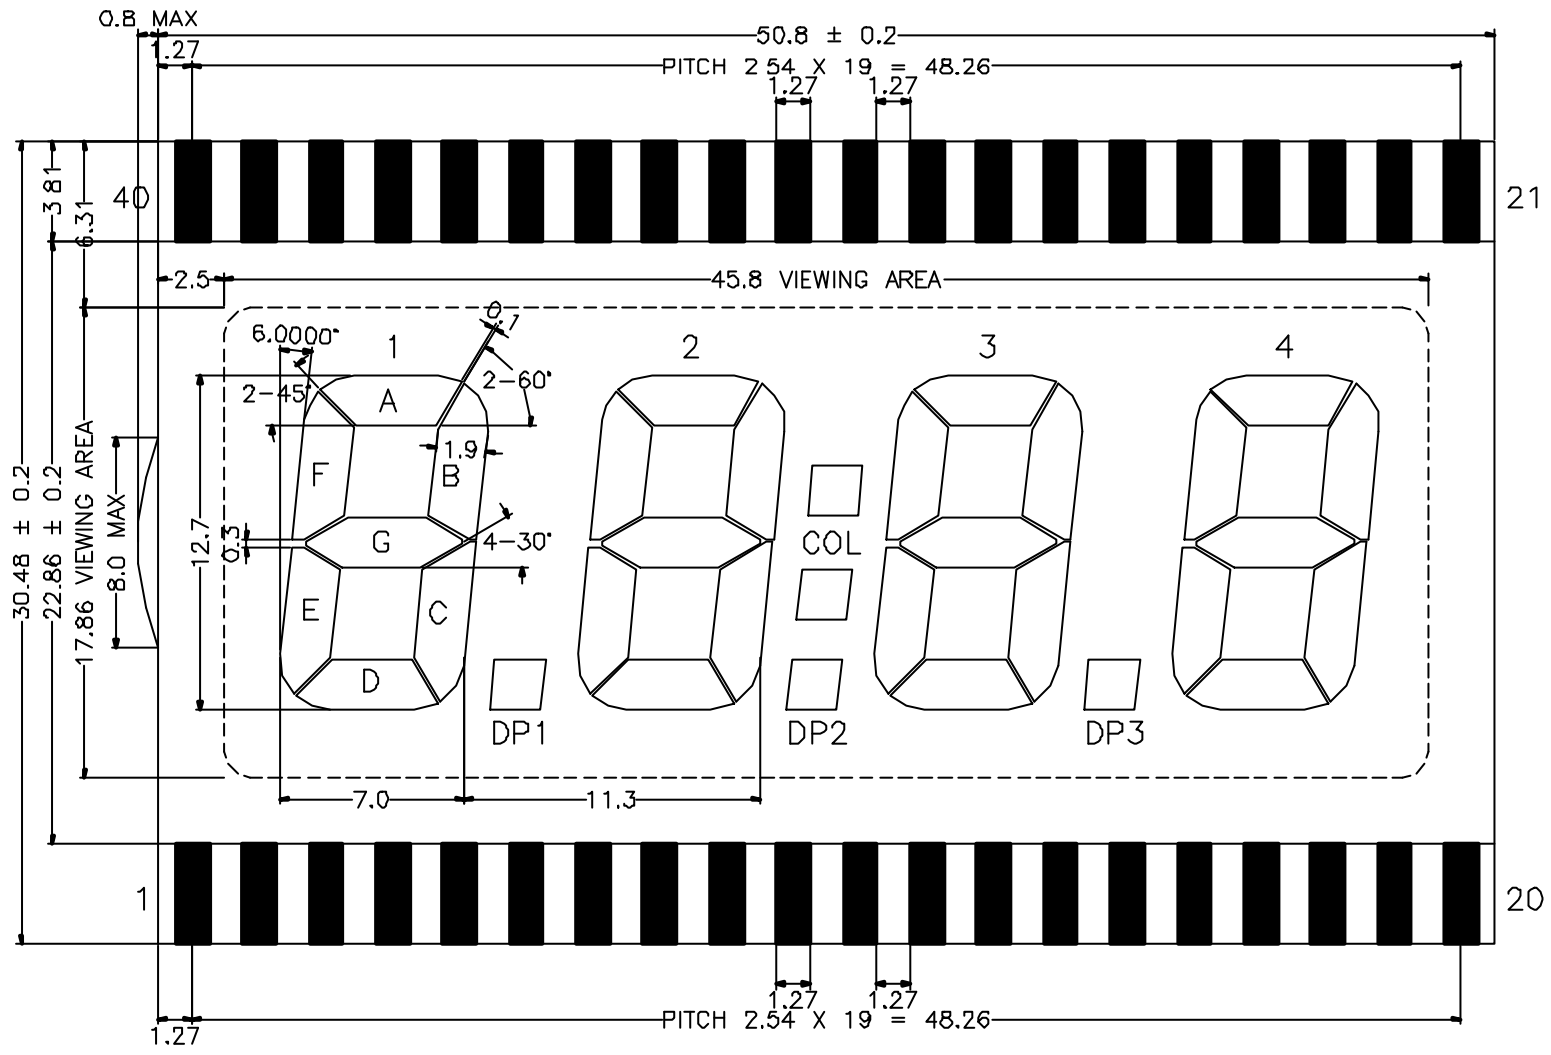 0.8 MAX
50.8 ± 0.2
1.27
PITCH 2.54 X 19 = 48.26
1.27
1.27
40
21
3.81
6.31
2.5
45.8 VIEWING AREA
6.0000°
0.1
1
2
3
4
2-45°
2-60°
A
1.9
F
B
30.48 ± 0.2
22.86 ± 0.2
17.86 VIEWING AREA
8.0 MAX
12.7
0.3
G
4-30°
COL
E
C
D
DP1
DP2
DP3
7.0
11.3
1
20
1.27
1.27
PITCH 2.54 X 19 = 48.26
1.27